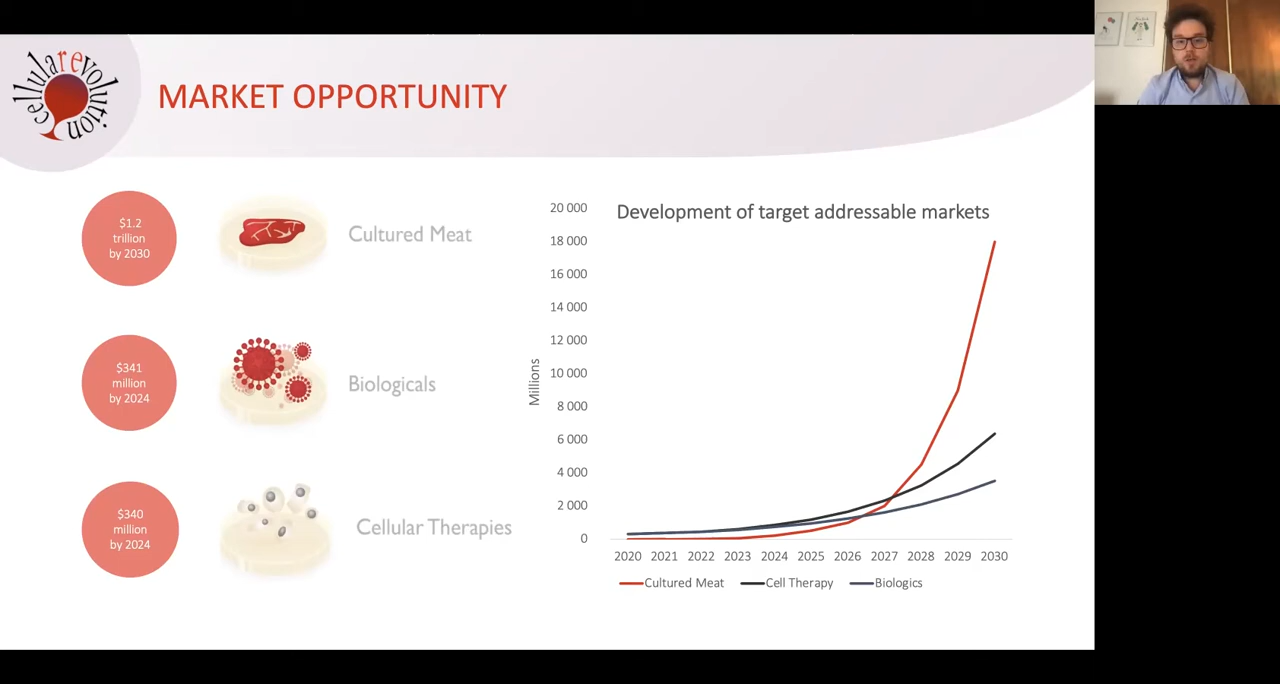 cellularevolution
MARKET OPPORTUNITY
$1.2
trillion
by 2030
Cultured Meat
$341
million
by 2024
Biologicals
$340
million
by 2024
Cellular Therapies
Development of target addressable markets
Millions
20 000
18 000
16 000
14 000
12 000
10 000
8 000
6 000
4 000
2 000
0
2020 2021 2022 2023 2024 2025 2026 2027 2028 2029 2030
Cultured Meat Cell Therapy Biologics